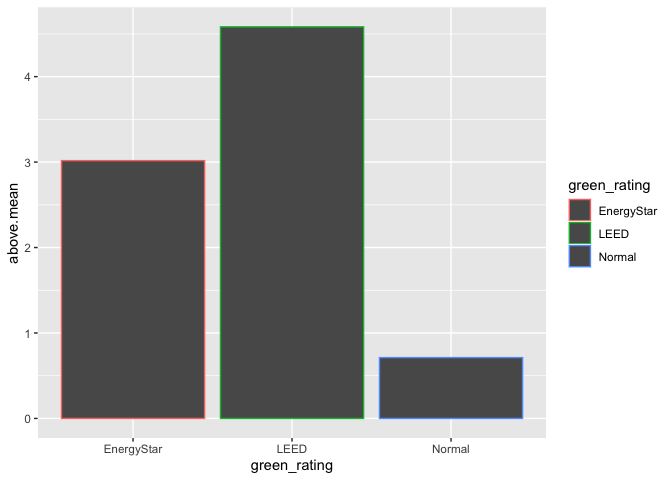 above.mean
4
3
2
1
0
EnergyStar LEED Normal
green_rating
green_rating
EnergyStar
LEED
Normal